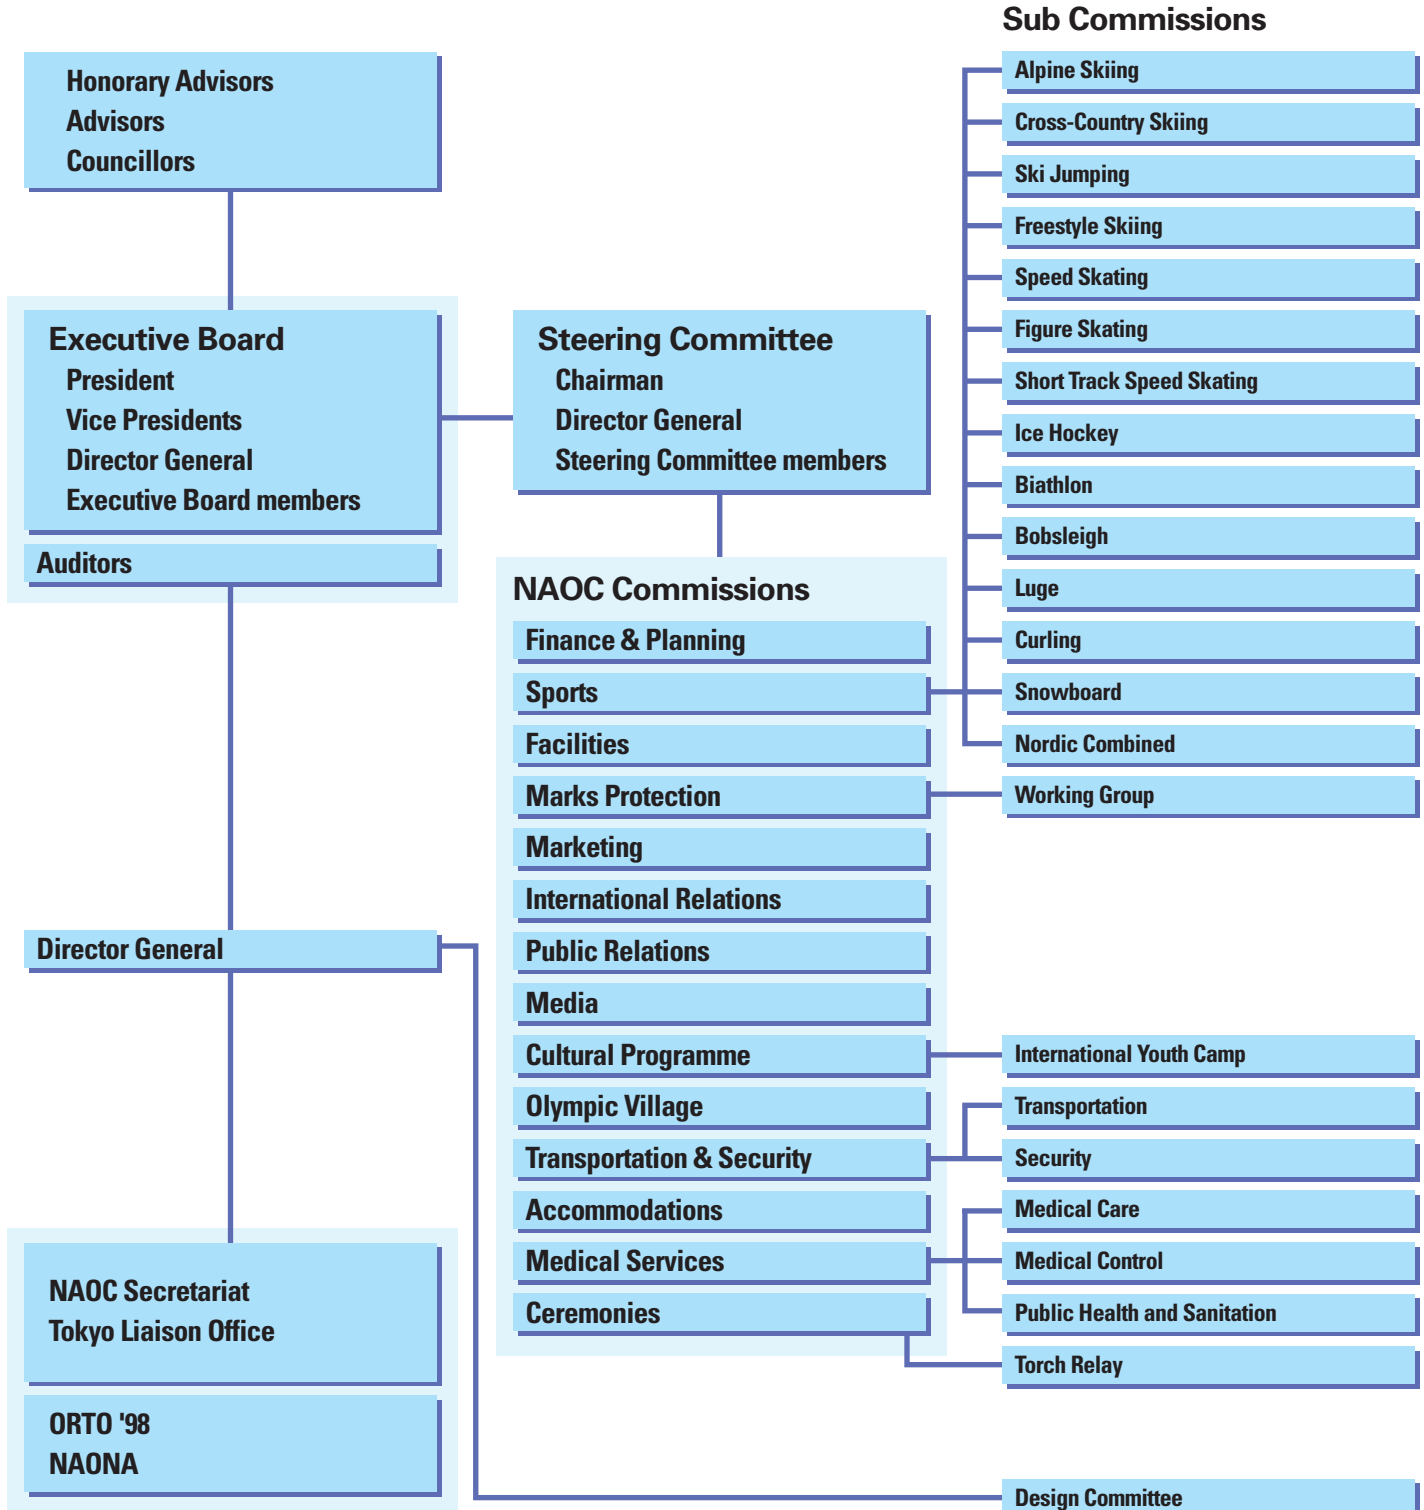 Honorary Advisors
Advisors
Councillors
Executive Board
President
Vice Presidents
Director General
Executive Board members
Auditors
Director General
NAOC Secretariat
Tokyo Liaison Office
ORTO '98
NAONA
Steering Committee
Chairman
Director General
Steering Committee members
NAOC Commissions
Finance & Planning
Sports
Facilities
Marks Protection
Marketing
International Relations
Public Relations
Media
Cultural Programme
Olympic Village
Transportation & Security
Accommodations
Medical Services
Ceremonies
Sub Commissions
Alpine Skiing
Cross-Country Skiing
Ski Jumping
Freestyle Skiing
Speed Skating
Figure Skating
Short Track Speed Skating
Ice Hockey
Biathlon
Bobsleigh
Luge
Curling
Snowboard
Nordic Combined
Working Group
International Youth Camp
Transportation
Security
Medical Care
Medical Control
Public Health and Sanitation
Torch Relay
Design Committee